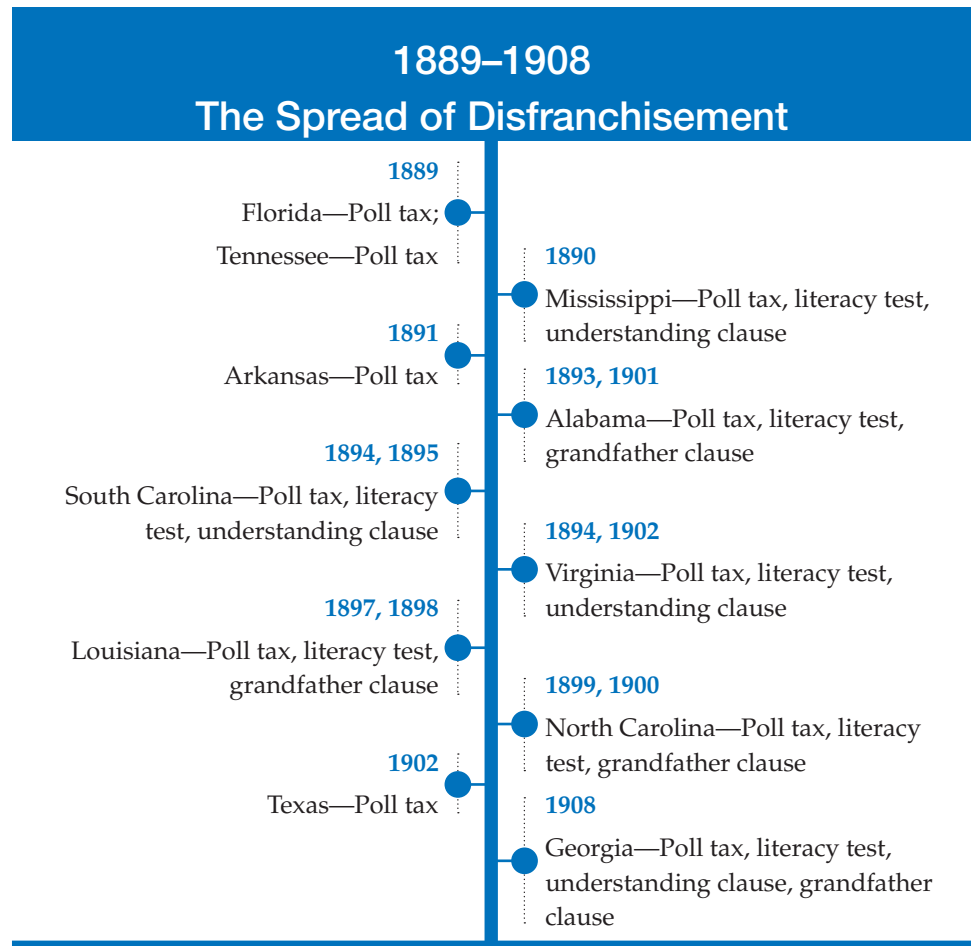 1889–1908
The Spread of Disfranchisement
1889
Florida—Poll tax;
Tennessee—Poll tax
1890
Mississippi—Poll tax, literacy test,
understanding clause
1891
Arkansas—Poll tax
1893, 1901
Alabama—Poll tax, literacy test,
grandfather clause
1894, 1895
South Carolina—Poll tax, literacy
test, understanding clause
1894, 1902
Virginia—Poll tax, literacy test,
understanding clause
1897, 1898
Louisiana—Poll tax, literacy test,
grandfather clause
1899, 1900
North Carolina—Poll tax, literacy
test, grandfather clause
1902
Texas—Poll tax
1908
Georgia—Poll tax, literacy test,
understanding clause, grandfather
clause